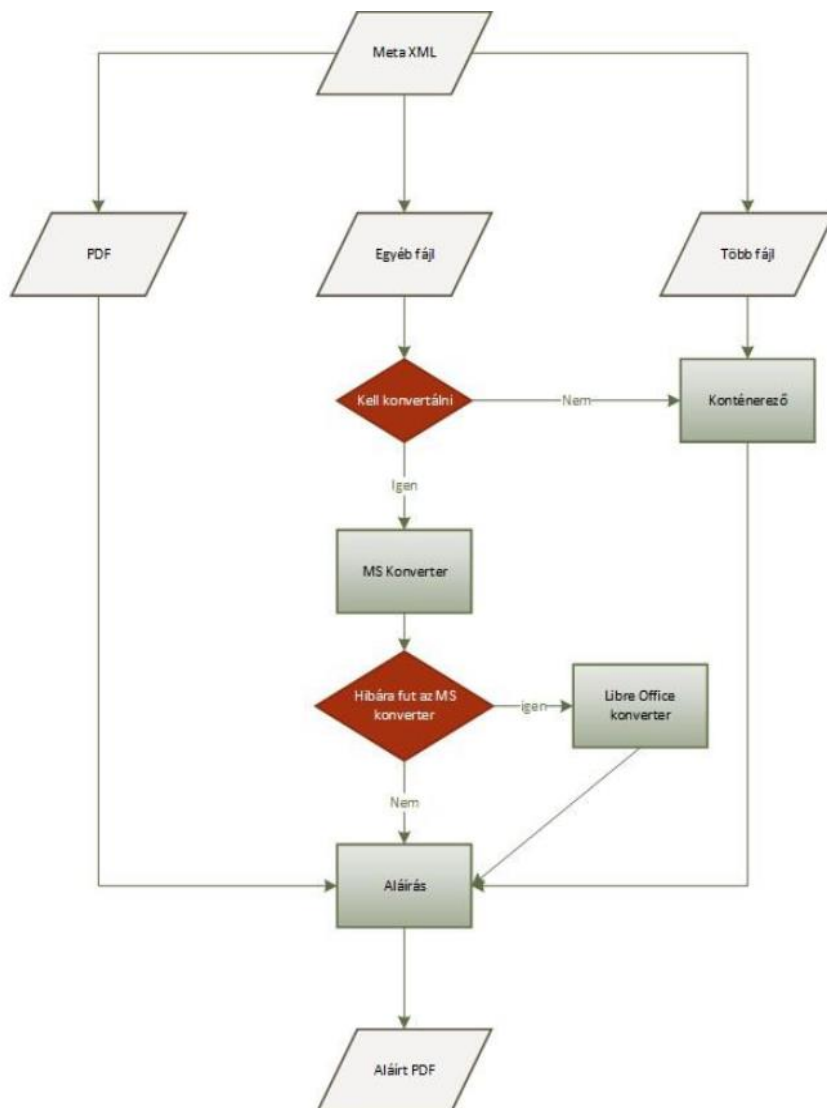 Meta XML
PDF
Egyéb fájl
Több fájl
Kell konvertálni
Nem
Konténerező
Igen
MS Konverter
Hibára fut az MS
konverter
igen
Libre Office
konverter
Nem
Aláírás
Aláírt PDF